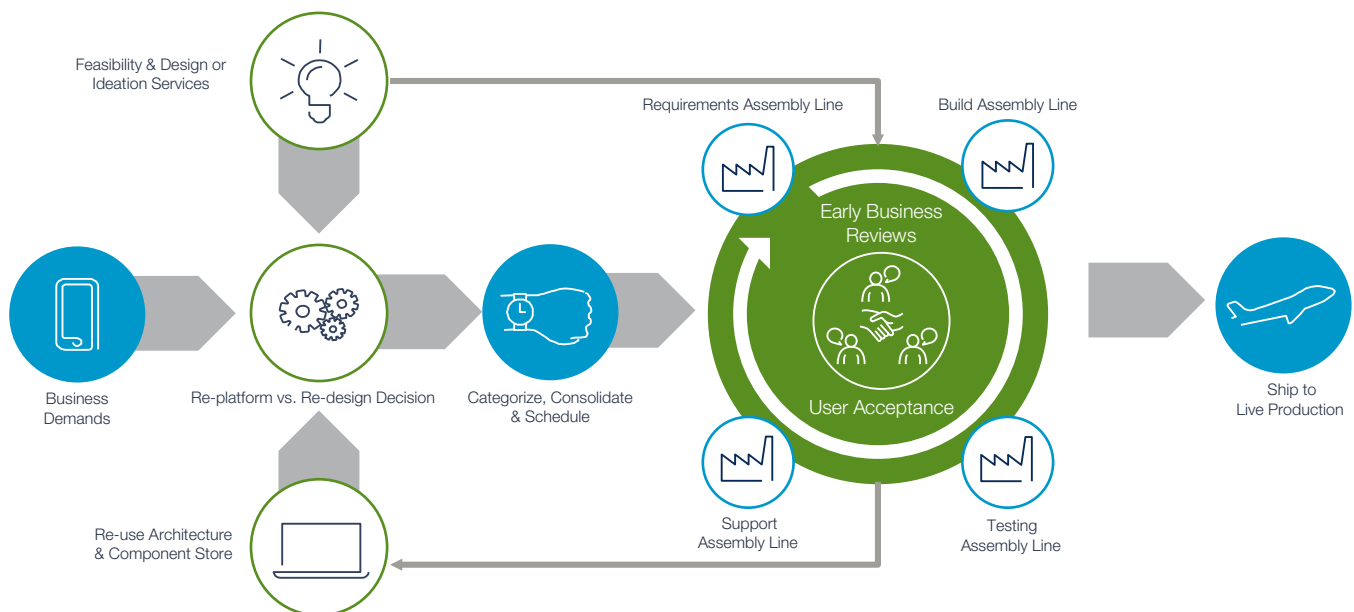 Feasibility & Design or
Ideation Services
Requirements Assembly Line
Build Assembly Line
Early Business
Reviews
Business
Demands
Re-platform vs. Re-design Decision
Categorize, Consolidate
& Schedule
User Acceptance
Ship to
Live Production
Re-use Architecture
& Component Store
Support
Assembly Line
Testing
Assembly Line